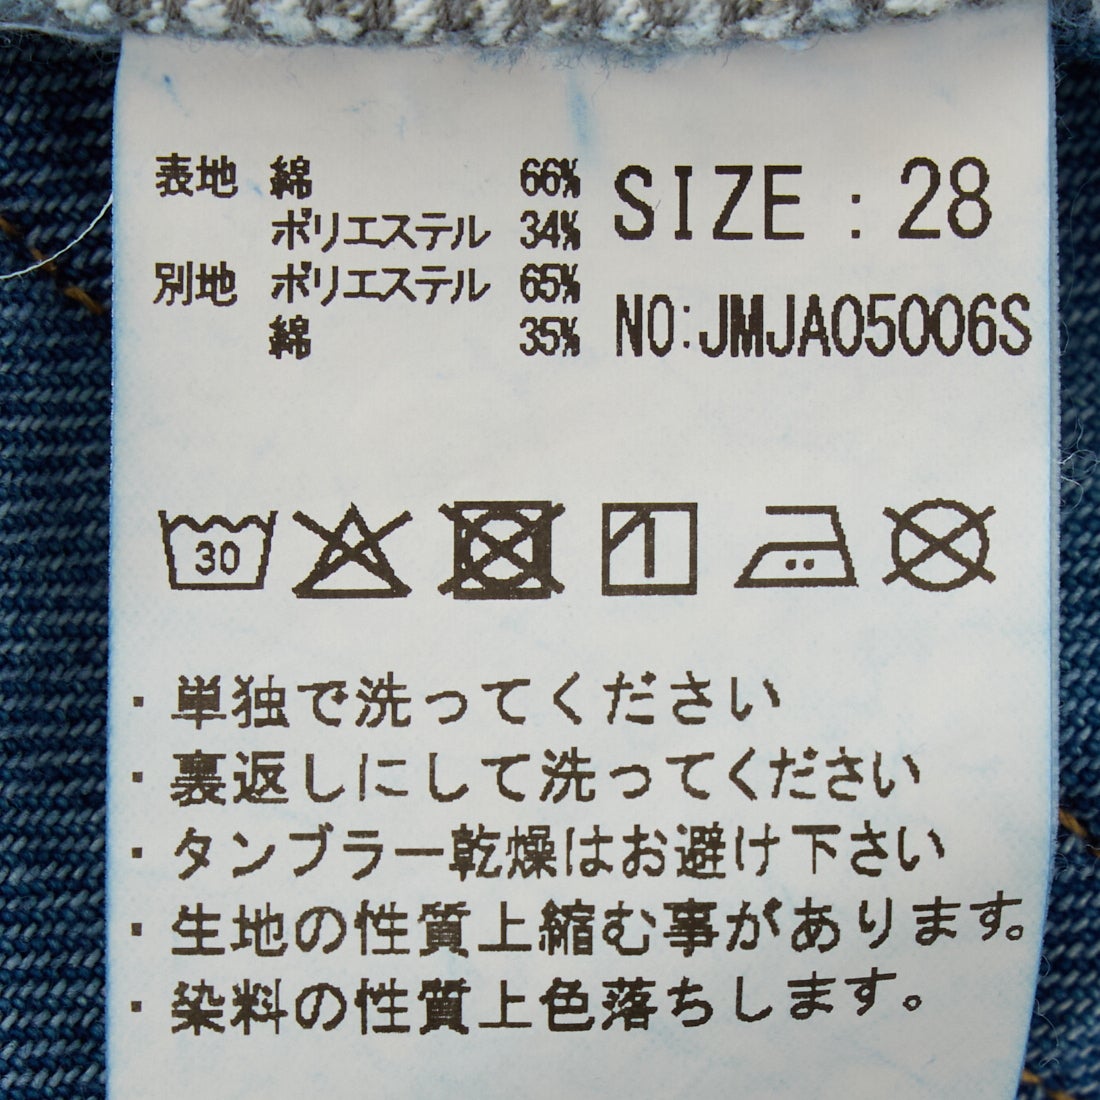 表地 綿 66%
ポリエステル 34%
別地 ポリエステル 65%
綿 35%
SIZE : 28
NO:JMJA05006S
30
1
・単独で洗ってください
・裏返しにして洗ってください
・タンブラー乾燥はお避け下さい
・生地の性質上縮む事があります。
・染料の性質上色落ちします。